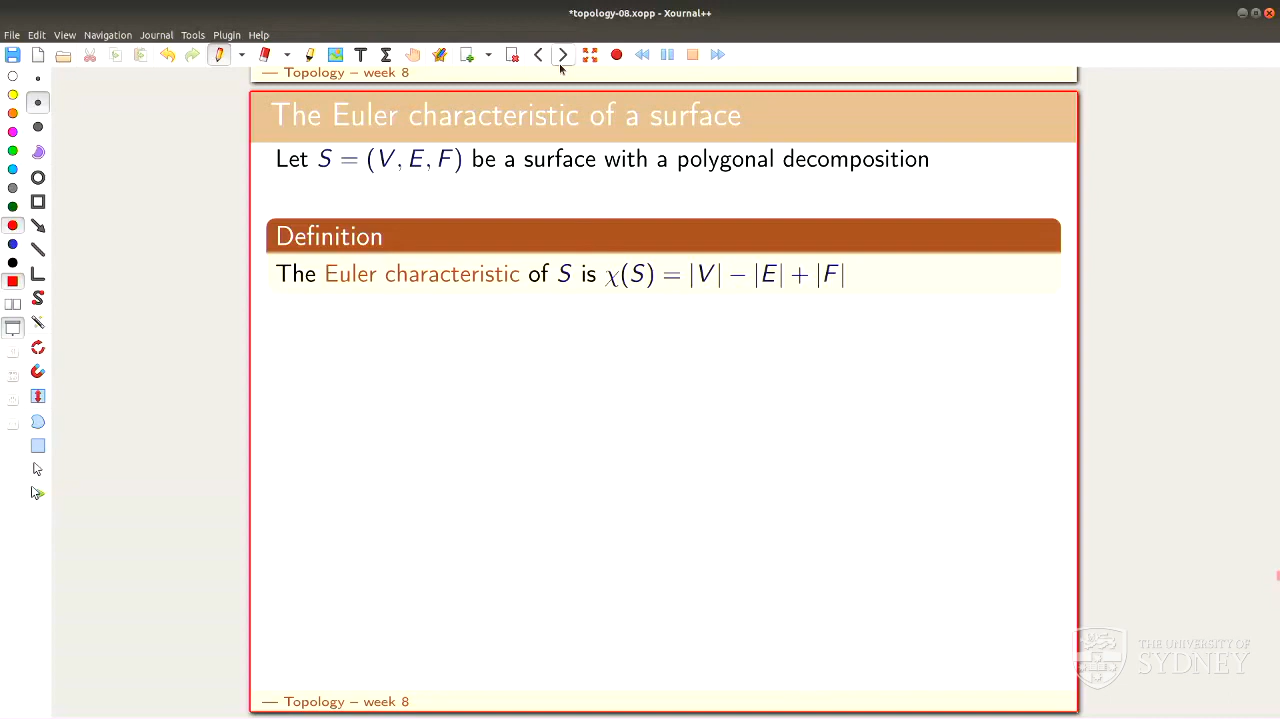 *topology-08.xopp - Xournal++
File Edit View Navigation Journal Tools Plugin Help
— Topology – week 8
The Euler characteristic of a surface
Let S = (V, E, F) be a surface with a polygonal decomposition
Definition
The Euler characteristic of S is χ(S) = |V| − |E| + |F|
THE UNIVERSITY OF
SYDNEY
— Topology – week 8